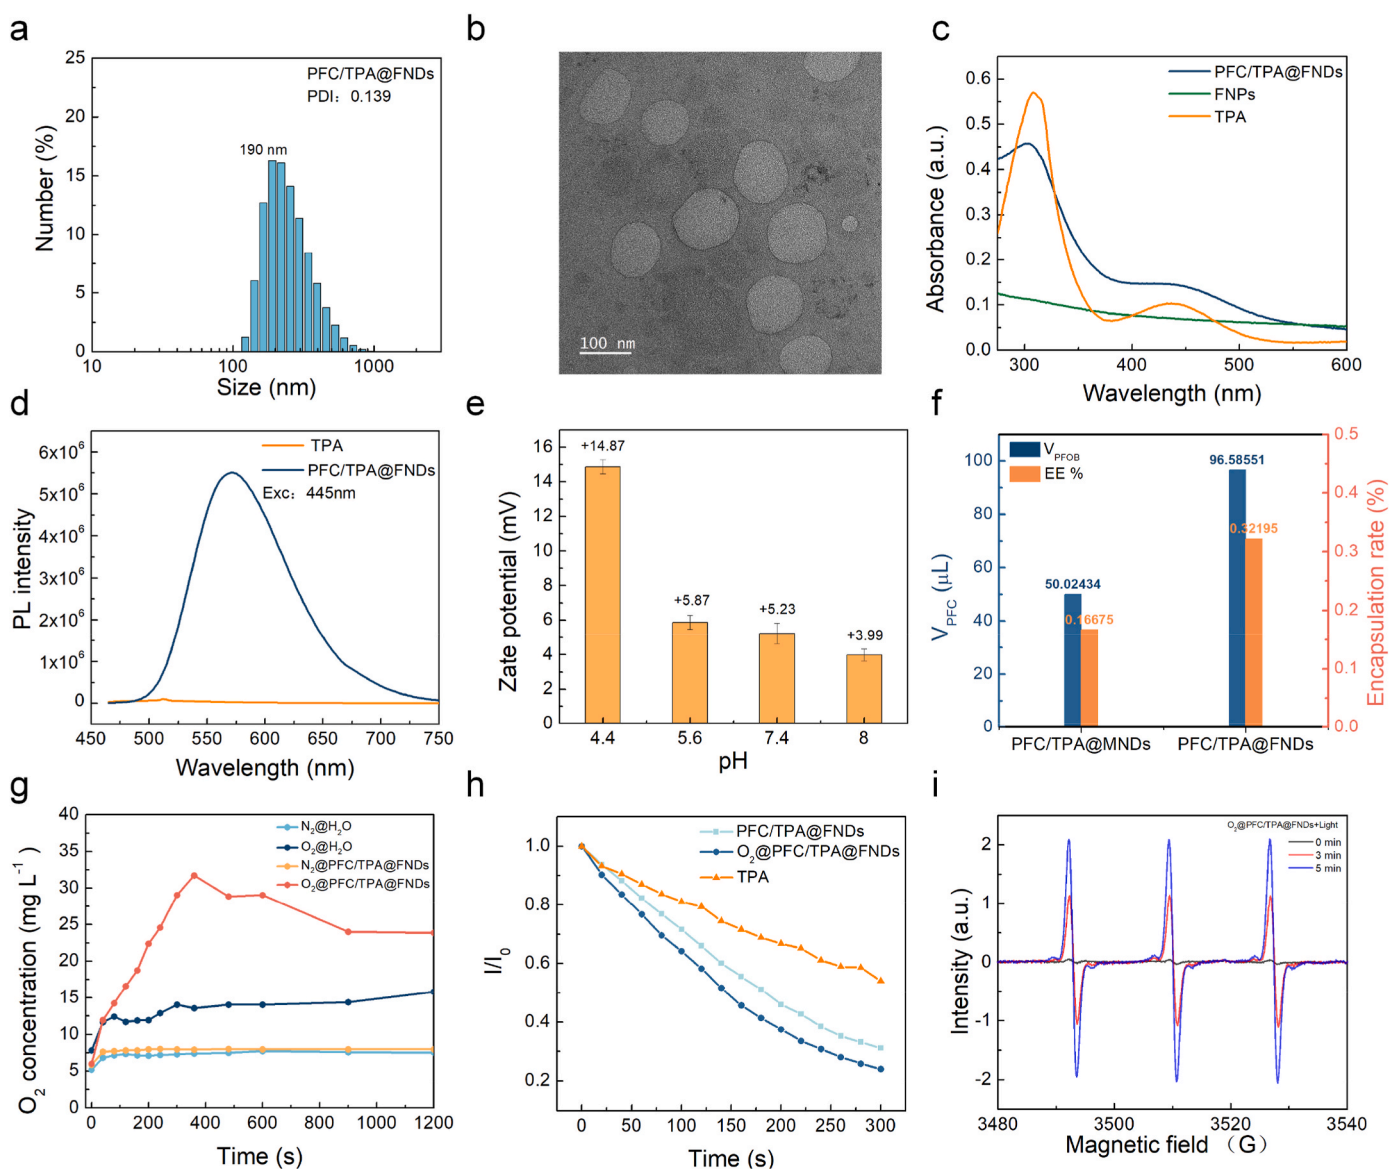 a
25
20
15
10
5
0
10
100
1000
Number (%)
Size (nm)
PFC/TPA@FNDs
PDI：0.139
190 nm
b
100 nm
c
0.6
0.5
0.4
0.3
0.2
0.1
0.0
300
400
500
600
Absorbance (a.u.)
Wavelength (nm)
PFC/TPA@FNDs
FNPs
TPA
d
6x10⁶
5x10⁶
4x10⁶
3x10⁶
2x10⁶
1x10⁶
0
450
500
550
600
650
700
750
PL intensity
Wavelength (nm)
TPA
PFC/TPA@FNDs
Exc：445nm
e
16
14
12
10
8
6
4
2
0
4.4
5.6
7.4
8
Zate potential (mV)
pH
+14.87
+5.87
+5.23
+3.99
f
100
80
60
40
20
0
0.5
0.4
0.3
0.2
0.1
0.0
V_PFC (μL)
Encapsulation rate (%)
V_PFOB
EE %
50.02434
0.16675
96.58551
0.32195
PFC/TPA@MNDs
PFC/TPA@FNDs
g
40
35
30
25
20
15
10
5
0
0
200
400
600
800
1000
1200
O₂ concentration (mg L⁻¹)
Time (s)
N₂@H₂O
O₂@H₂O
N₂@PFC/TPA@FNDs
O₂@PFC/TPA@FNDs
h
1.0
0.8
0.6
0.4
0.2
0
50
100
150
200
250
300
I/I₀
Time (s)
PFC/TPA@FNDs
O₂@PFC/TPA@FNDs
TPA
i
2
1
0
-1
-2
3480
3500
3520
3540
Intensity (a.u.)
Magnetic field （G）
O₂@PFC/TPA@FNDs+Light
0 min
3 min
5 min